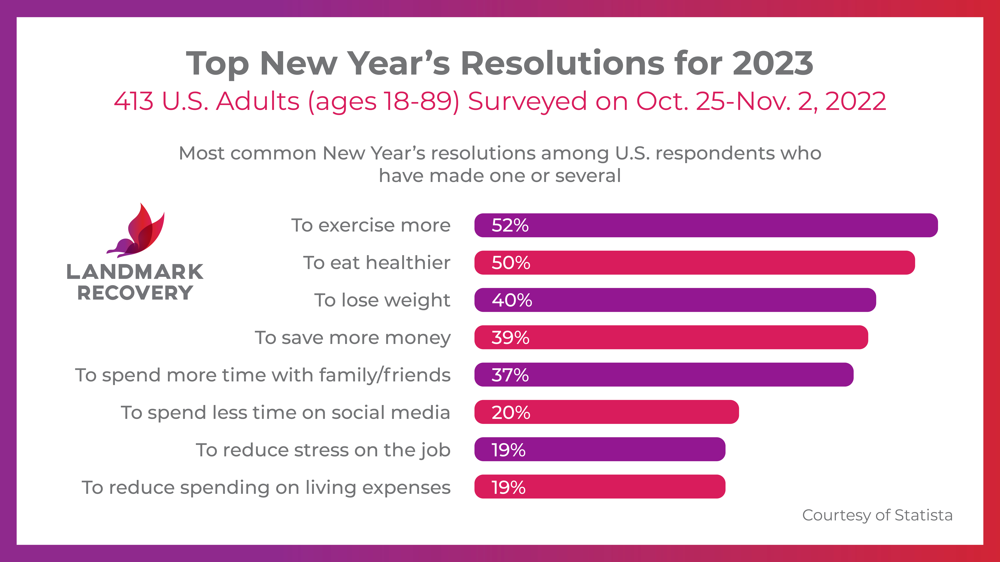 Top New Year’s Resolutions for 2023
413 U.S. Adults (ages 18-89) Surveyed on Oct. 25-Nov. 2, 2022
Most common New Year’s resolutions among U.S. respondents who
have made one or several
LANDMARK
RECOVERY
To exercise more 52%
To eat healthier 50%
To lose weight 40%
To save more money 39%
To spend more time with family/friends 37%
To spend less time on social media 20%
To reduce stress on the job 19%
To reduce spending on living expenses 19%
Courtesy of Statista